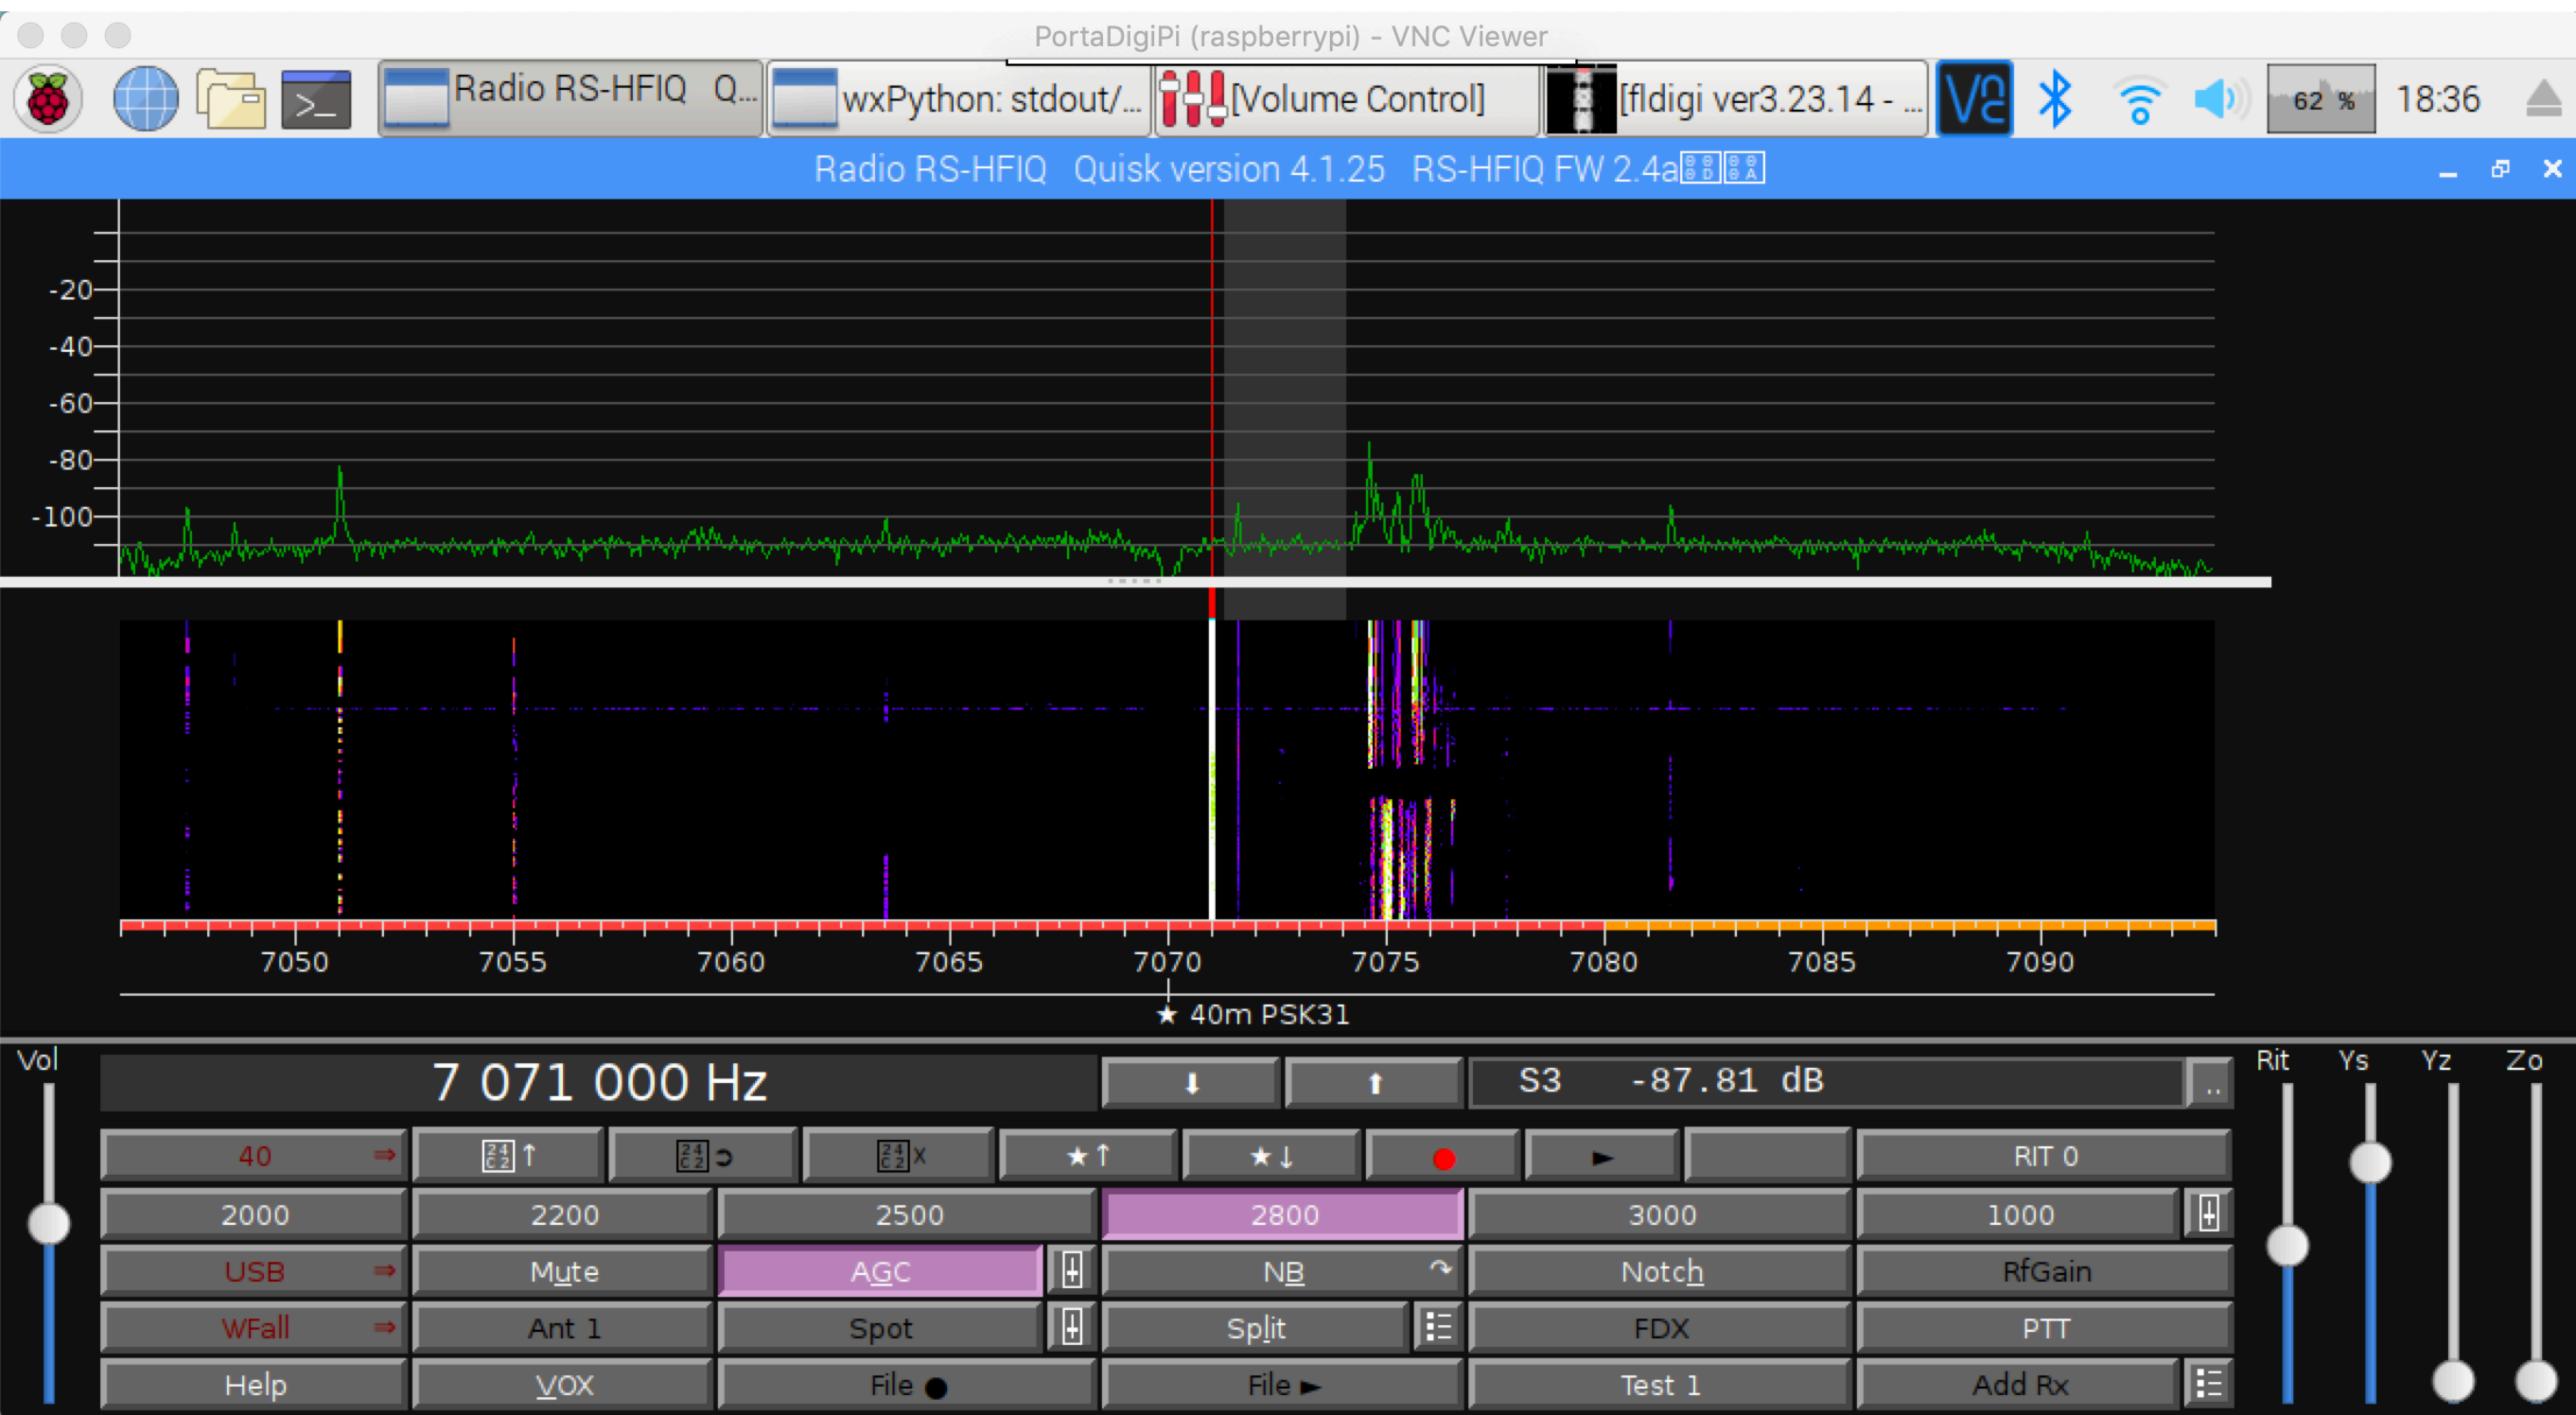 PortaDigiPi (raspberrypi) - VNC Viewer
Radio RS-HFIQ Q... wxPython: stdout/... [Volume Control] [fldigi ver3.23.14 - ... 62 % 18:36
Radio RS-HFIQ Quisk version 4.1.25 RS-HFIQ FW 2.4a
-20
-40
-60
-80
-100
7050 7055 7060 7065 7070 7075 7080 7085 7090
★ 40m PSK31
Vol 7 071 000 Hz ⬇ ⬆ S3 -87.81 dB .. Rit Ys Yz Zo
40 ⇒ ↑ ➲ X ★↑ ★↓ ● ► RIT 0
2000 2200 2500 2800 3000 1000
USB ⇒ Mute AGC NB ↷ Notch RfGain
WFall ⇒ Ant 1 Spot Split FDX PTT
Help VOX File ● File ► Test 1 Add Rx